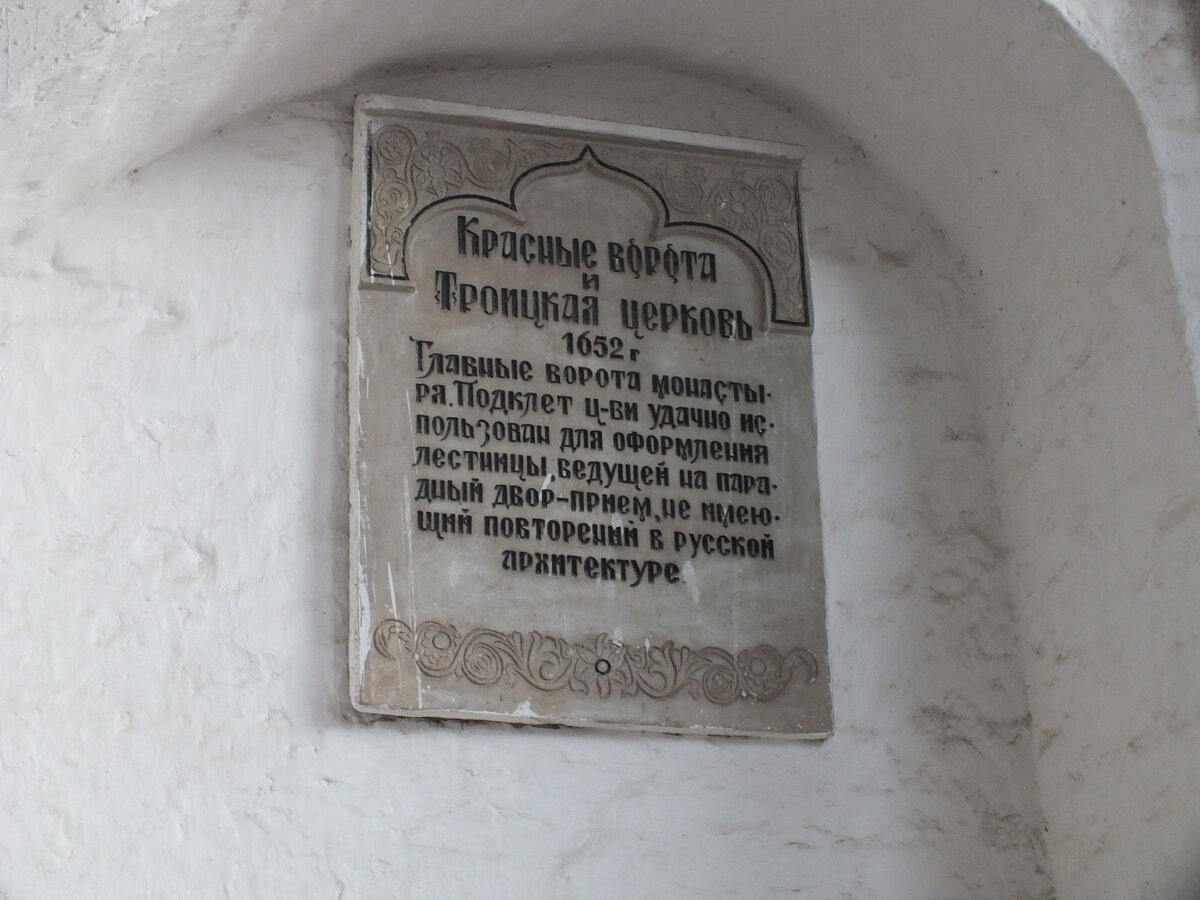 Красные ворота
и
Троицкая церковь
1652 г
Главные ворота монасты-
ря. Подклет ц-ви удачно ис-
пользован для оформления
лестницы, ведущей на пара-
дный двор-прием, не имею-
щий повторений в русской
архитектуре.